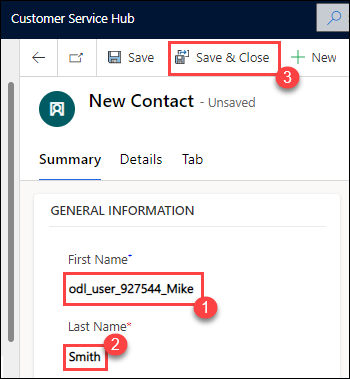 Customer Service Hub
Save Save & Close New
3
New Contact - Unsaved
Summary Details Tab
GENERAL INFORMATION
First Name*
odl_user_927544_Mike
1
Last Name*
2
Smith